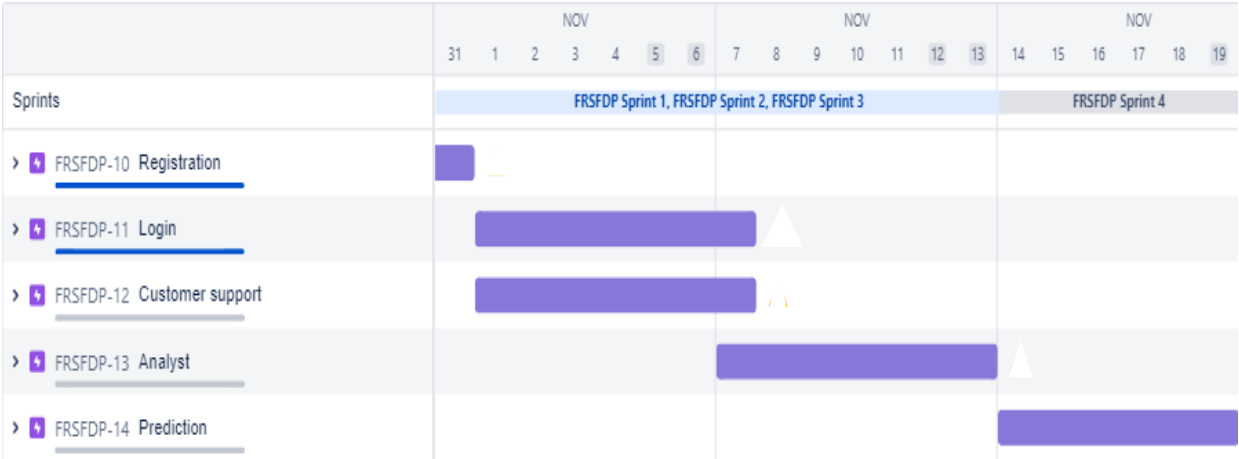 NOV NOV NOV
31 1 2 3 4 5 6 7 8 9 10 11 12 13 14 15 16 17 18 19
Sprints FRSFDP Sprint 1, FRSFDP Sprint 2, FRSFDP Sprint 3 FRSFDP Sprint 4
FRSFDP-10 Registration
FRSFDP-11 Login
FRSFDP-12 Customer support
FRSFDP-13 Analyst
FRSFDP-14 Prediction